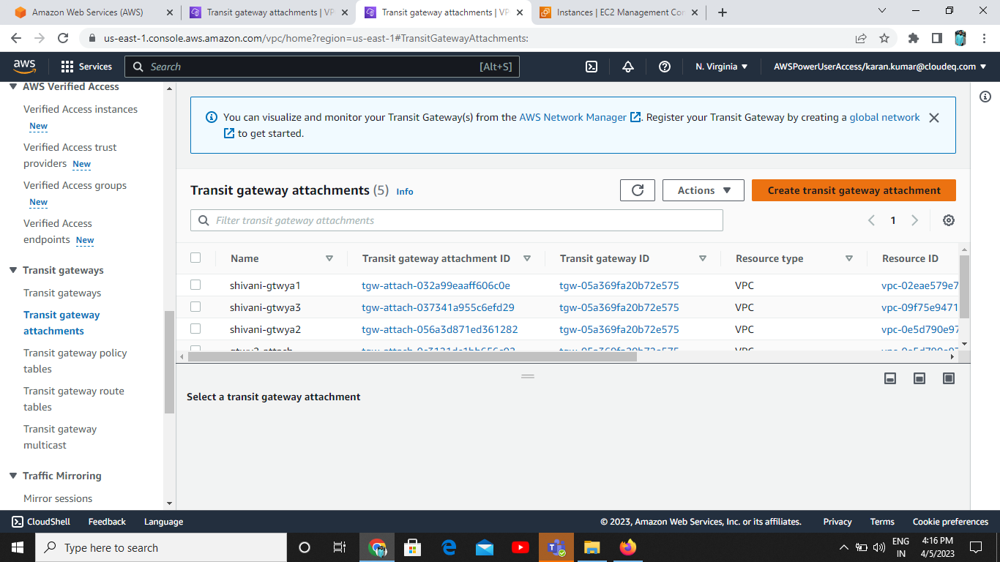 Amazon Web Services (AWS)
Transit gateway attachments | VP
Transit gateway attachments | VP
Instances | EC2 Management Con
us-east-1.console.aws.amazon.com/vpc/home?region=us-east-1#TransitGatewayAttachments:
aws
Services
Search
[Alt+S]
N. Virginia
AWSPowerUserAccess/karan.kumar@cloudeq.com
AWS Verified Access
Verified Access instances
New
Verified Access trust
providers New
Verified Access groups
New
Verified Access
endpoints New
Transit gateways
Transit gateways
Transit gateway
attachments
Transit gateway policy
tables
Transit gateway route
tables
Transit gateway
multicast
Traffic Mirroring
Mirror sessions
You can visualize and monitor your Transit Gateway(s) from the AWS Network Manager . Register your Transit Gateway by creating a global network
to get started.
Transit gateway attachments (5) Info
Actions
Create transit gateway attachment
Filter transit gateway attachments
1
Name Transit gateway attachment ID Transit gateway ID Resource type Resource ID
shivani-gtwya1 tgw-attach-032a99eaaff606c0e tgw-05a369fa20b72e575 VPC vpc-02eae579e7
shivani-gtwya3 tgw-attach-037341a955c6efd29 tgw-05a369fa20b72e575 VPC vpc-09f75e9471
shivani-gtwya2 tgw-attach-056a3d871ed361282 tgw-05a369fa20b72e575 VPC vpc-0e5d790e97
tgw-05a369fa20b72e575 VPC vpc-0e5d790e97
Select a transit gateway attachment
CloudShell
Feedback
Language
© 2023, Amazon Web Services, Inc. or its affiliates.
Privacy
Terms
Cookie preferences
Type here to search
ENG
IN
4:16 PM
4/5/2023